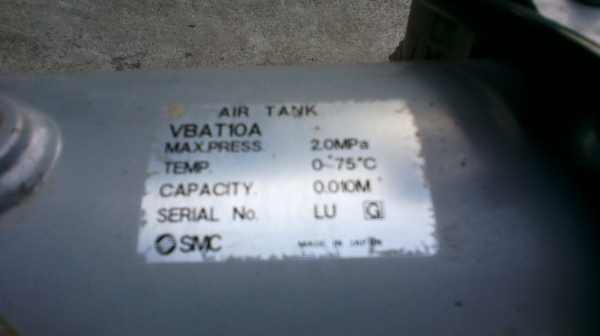 AIR TANK
VBAT10A
MAX.PRESS. 2.0MPa
TEMP. 0~75°C
CAPACITY. 0.010M
SERIAL No. LU G
SMC MADE IN JAPAN